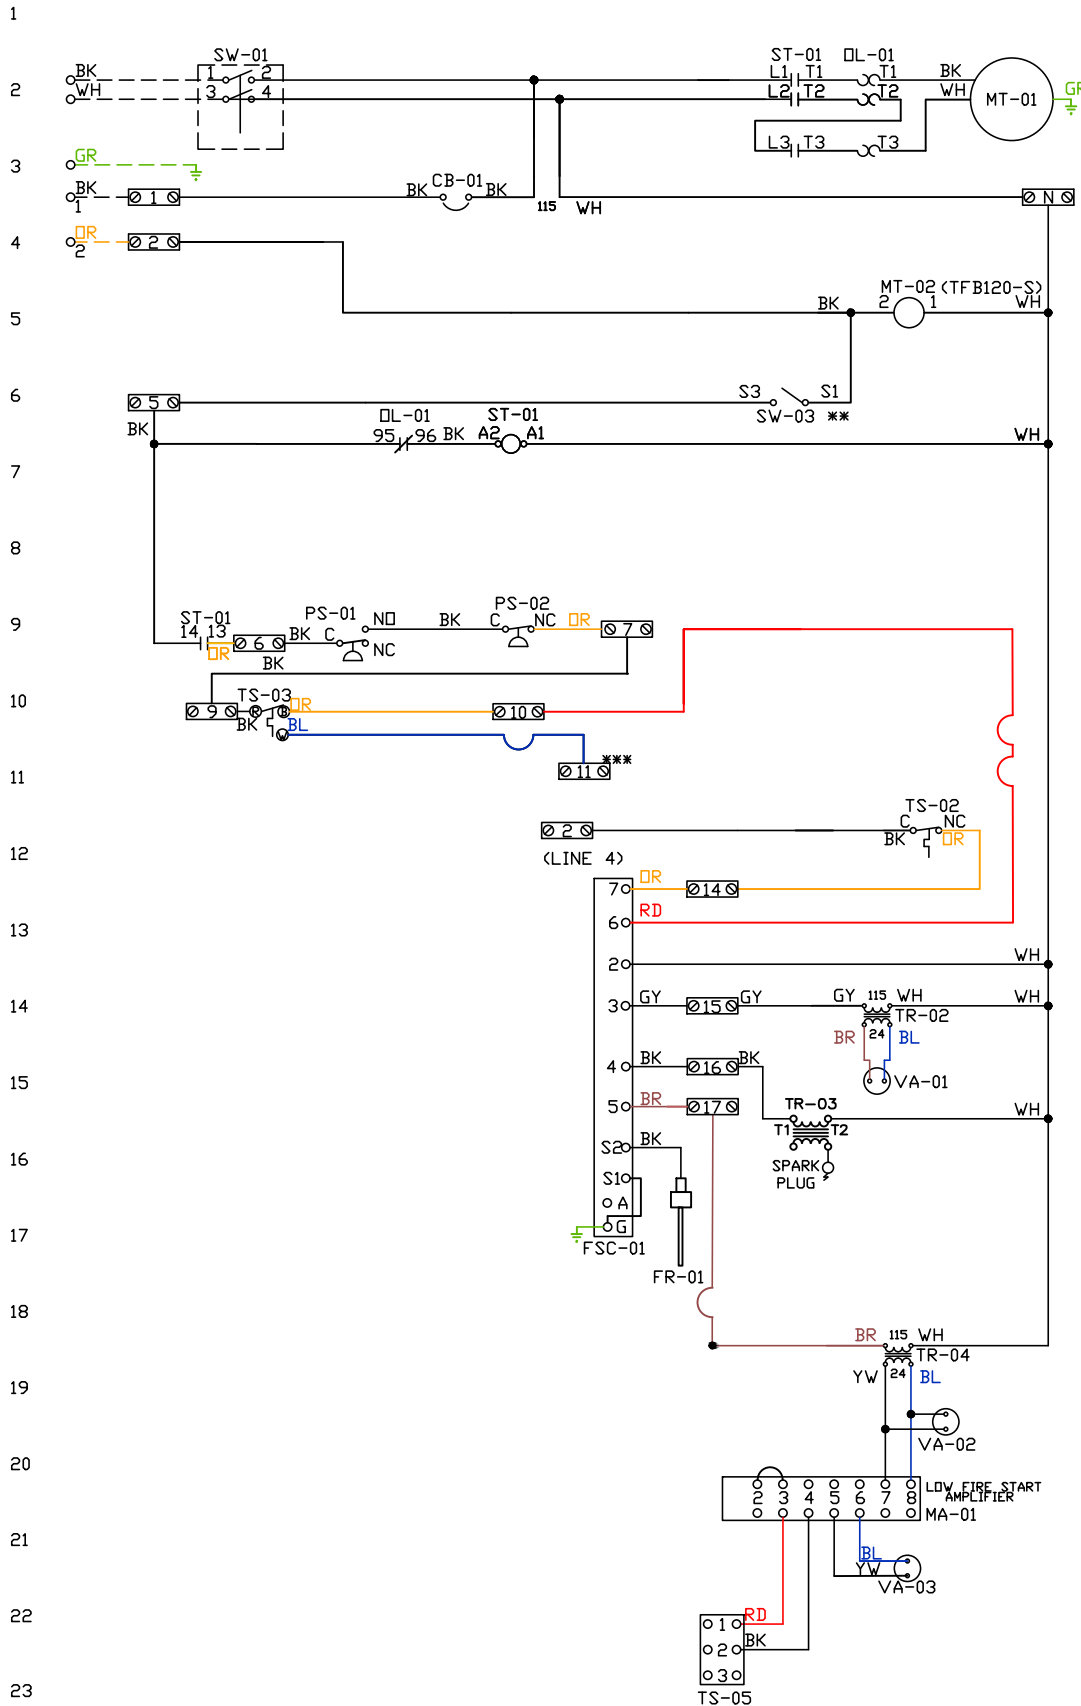 1
SW-01
ST-01 OL-01
BK 1 2 L1 T1 T1 BK
2 WH 3 4 L2 T2 T2 WH MT-01 GR
L3 T3 T3
3 GR
BK 1 1 BK CB-01 BK 115 WH N
4 OR 2 2
MT-02 (TFB120-S)
5 BK 2 1 WH
6 5 S3 S1
SW-03 **
BK OL-01 ST-01
95 96 BK A2 A1 WH
7
8
PS-01 NO BK PS-02
9 ST-01 C NC OR 7
14 13 OR 6 BK C NC
BK
10 TS-03 OR
9 BK R B 10
W BL
11 11 ***
TS-02
2 C NC
BK OR
12 (LINE 4)
7 OR 14
13 6 RD
2 WH
14 3 GY 15 GY GY 115 WH WH
TR-02
24
BR BL
15 4 BK 16 BK VA-01
5 BR 17 TR-03 WH
T1 T2
16 S2 BK
SPARK
PLUG
S1
A
17 G
FSC-01
FR-01
18
BR 115 WH
TR-04
19 YW 24 BL
VA-02
20
LOW FIRE START
AMPLIFIER
2 3 4 5 6 7 8
MA-01
21
BL
YW
VA-03
22 1 RD
2 BK
3
23 TS-05